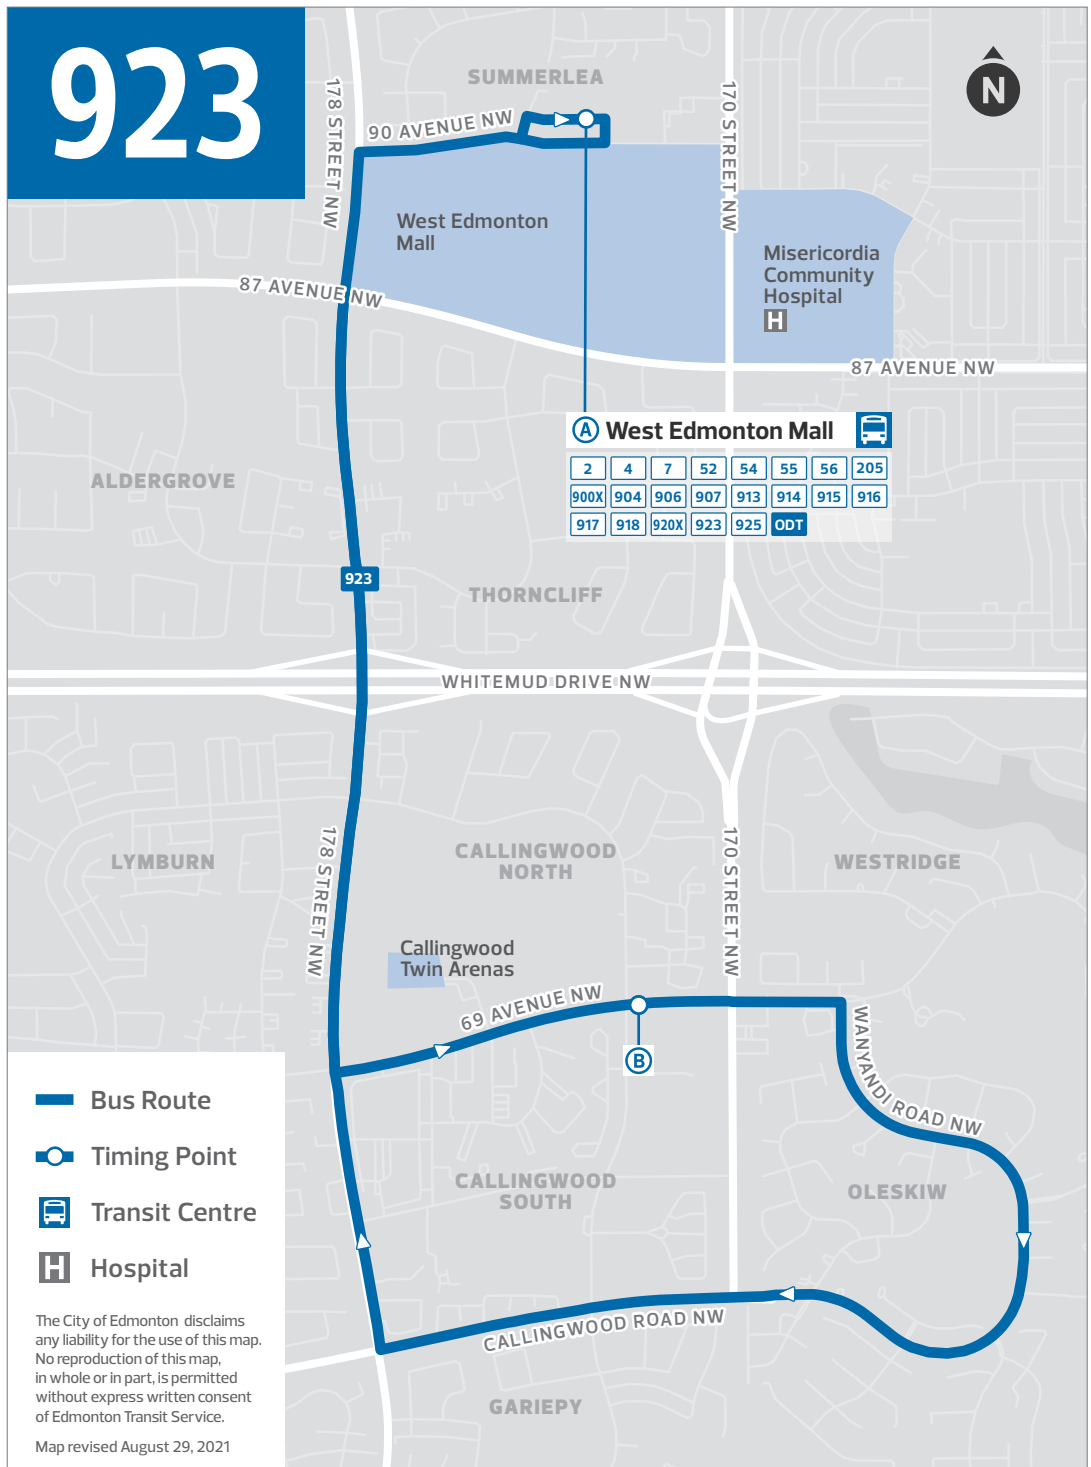 923
N
SUMMERLEA
178 STREET NW
90 AVENUE NW
170 STREET NW
West Edmonton
Mall
Misericordia
Community
Hospital
H
87 AVENUE NW
87 AVENUE NW
A West Edmonton Mall
2 4 7 52 54 55 56 205
900X 904 906 907 913 914 915 916
917 918 920X 923 925 ODT
ALDERGROVE
923
THORNCLIFF
WHITEMUD DRIVE NW
LYMBURN
178 STREET NW
CALLINGWOOD
NORTH
170 STREET NW
WESTRIDGE
Callingwood
Twin Arenas
69 AVENUE NW
B
WANYANDI ROAD NW
CALLINGWOOD
SOUTH
OLESKIW
CALLINGWOOD ROAD NW
GARIEPY
Bus Route
Timing Point
Transit Centre
H Hospital
The City of Edmonton disclaims
any liability for the use of this map.
No reproduction of this map,
in whole or in part, is permitted
without express written consent
of Edmonton Transit Service.
Map revised August 29, 2021